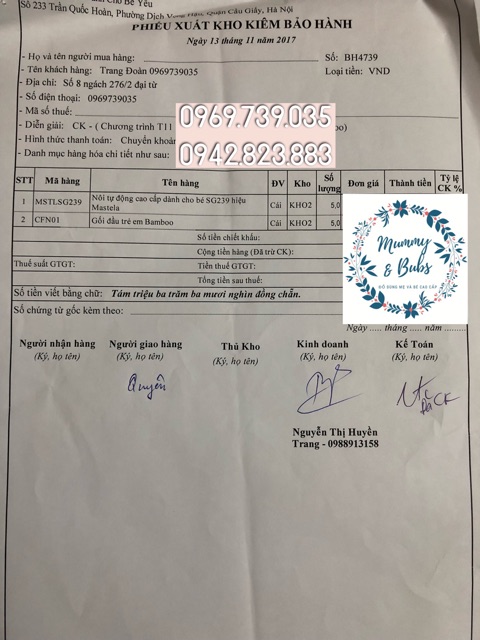 Số 233 Trần Quốc Hoàn, Phường Dịch Vọng Hậu, Quận Cầu Giấy, Hà Nội
PHIẾU XUẤT KHO KIÊM BẢO HÀNH
Ngày 13 tháng 11 năm 2017
- Họ và tên người mua hàng: Số: BH4739
- Tên khách hàng: Trang Đoàn 0969739035 Loại tiền: VND
- Địa chỉ: Số 8 ngách 276/2 đại từ
- Số điện thoại: 0969739035
- Mã số thuế:
0969.739.035
- Diễn giải: CK - ( Chương trình T11
- Hình thức thanh toán: Chuyển khoản
0942.823.883
- Danh mục hàng hóa chi tiết như sau:
STT Mã hàng Tên hàng ĐV Kho Số lượng Đơn giá Thành tiền Tỷ lệ CK %
1 MSTLSG239 Nôi tự động cao cấp dành cho bé SG239 hiệu Mastela Cái KHO2 5,0
2 CFN01 Gối đầu trẻ em Bamboo Cái KHO2 5,0
Số tiền chiết khấu:
Cộng tiền hàng (Đã trừ CK):
Thuế suất GTGT: Tiền thuế GTGT:
Tổng tiền sau thuế:
Mummy & Bubs
ĐỒ DÙNG MẸ VÀ BÉ CAO CẤP
Số tiền viết bằng chữ: Tám triệu ba trăm ba mươi nghìn đồng chẵn.
Số chứng từ gốc kèm theo:
Ngày ..... tháng ..... năm .........
Người nhận hàng Người giao hàng Thủ Kho Kinh doanh Kế Toán
(Ký, họ tên) (Ký, họ tên) (Ký, họ tên) (Ký, họ tên) (Ký, họ tên)
Quyên
CK
Nguyễn Thị Huyền
Trang - 0988913158